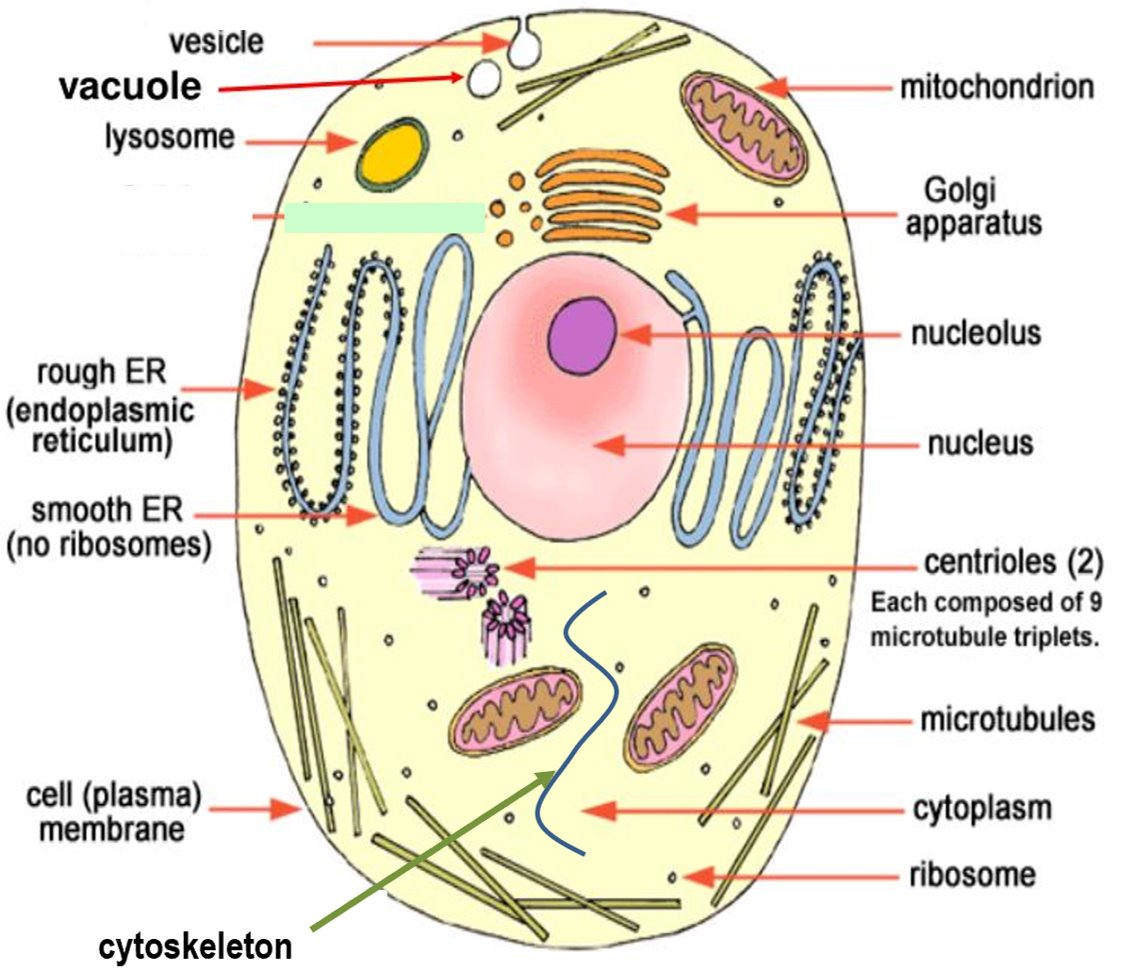 vesicle
vacuole
lysosome
rough ER
(endoplasmic
reticulum)
smooth ER
(no ribosomes)
cell (plasma)
membrane
cytoskeleton
mitochondrion
Golgi
apparatus
nucleolus
nucleus
centrioles (2)
Each composed of 9
microtubule triplets.
microtubules
cytoplasm
ribosome